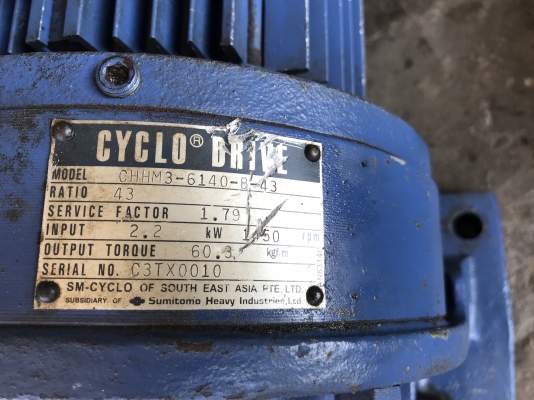 CYCLO® DRIVE
MODEL CHHM3-6140-B-43
RATIO 43
SERVICE FACTOR 1.79
INPUT 2.2 kW 1450 rpm
OUTPUT TORQUE 60.3 kgf·m
SERIAL NO. C3TX0010
SM-CYCLO OF SOUTH EAST ASIA PTE. LTD
SUBSIDIARY OF Sumitomo Heavy Industries, Ltd